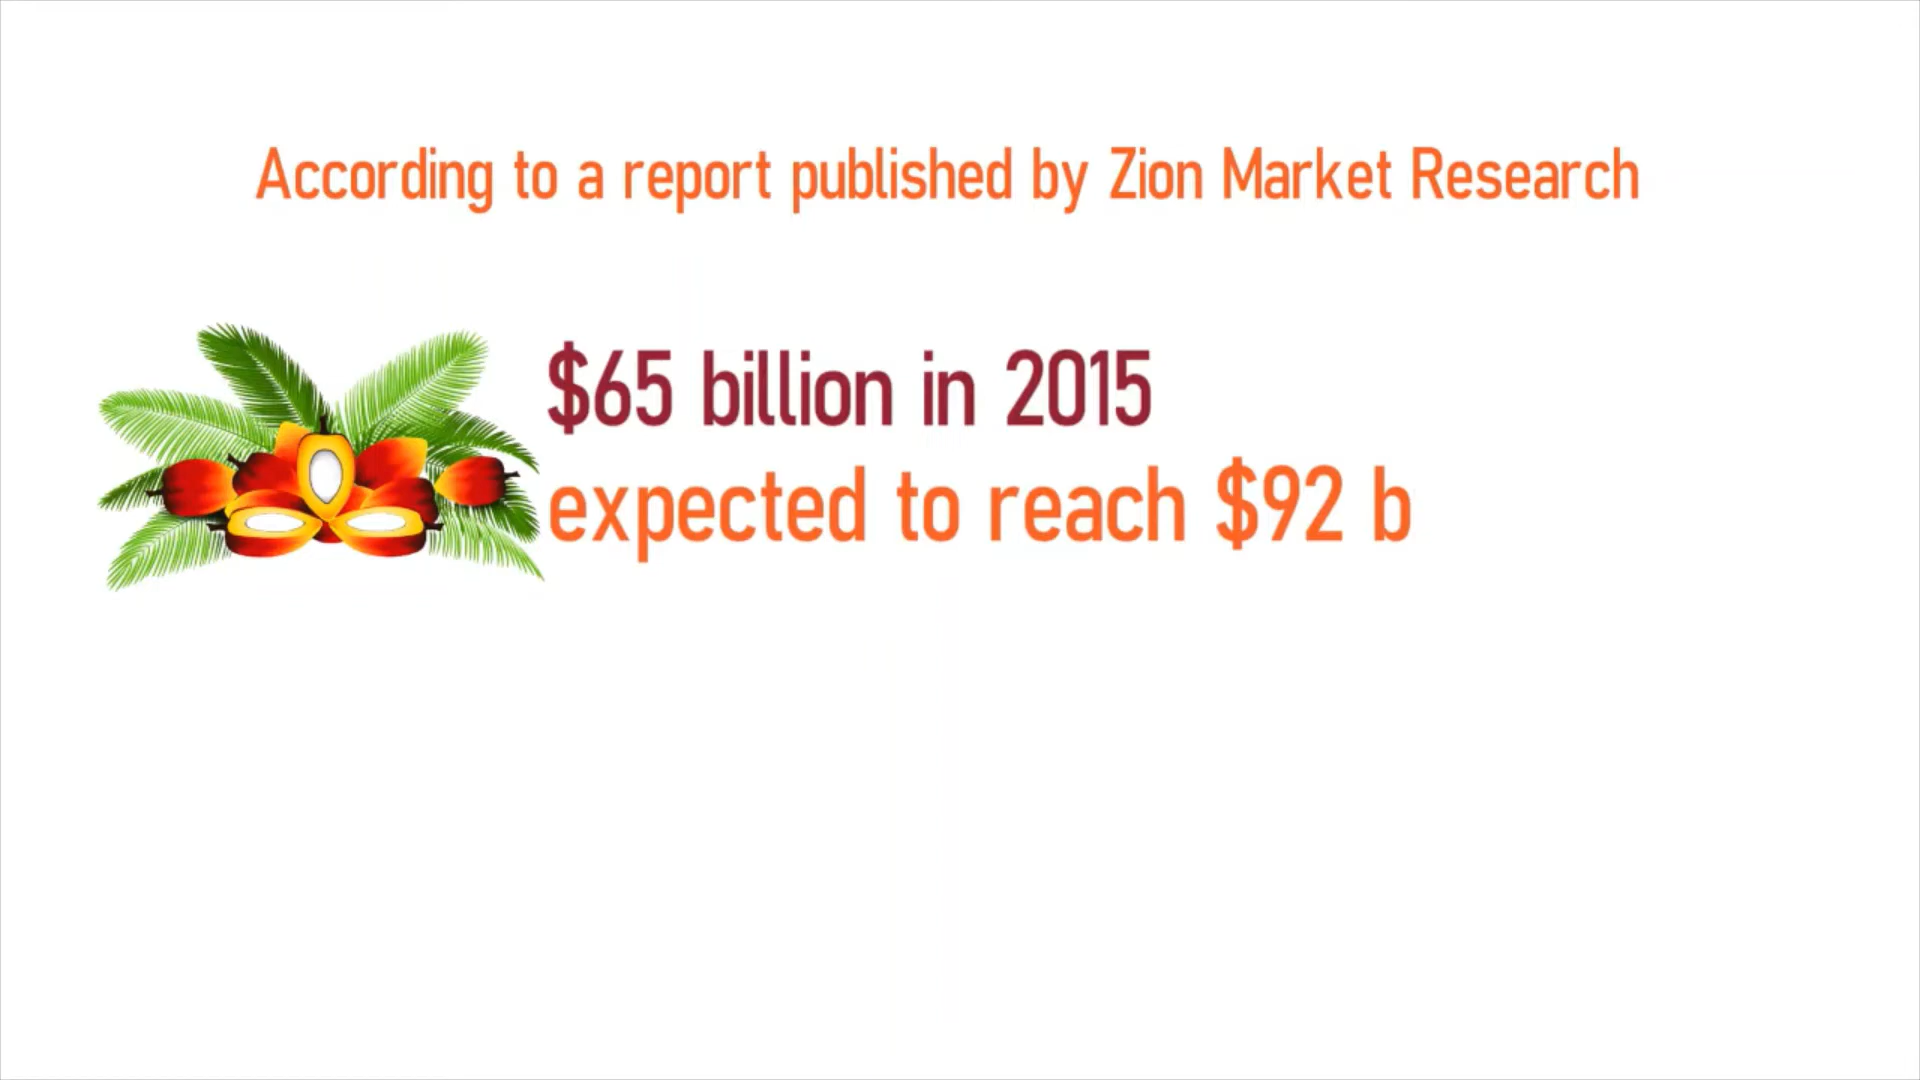 According to a report published by Zion Market Research
$65 billion in 2015
expected to reach $92 b